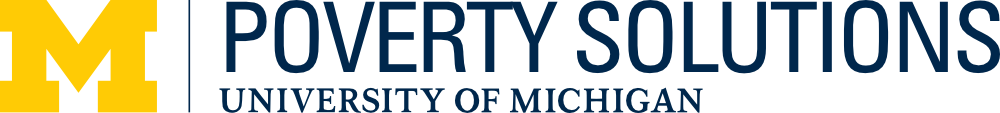 M
POVERTY SOLUTIONS
UNIVERSITY OF MICHIGAN